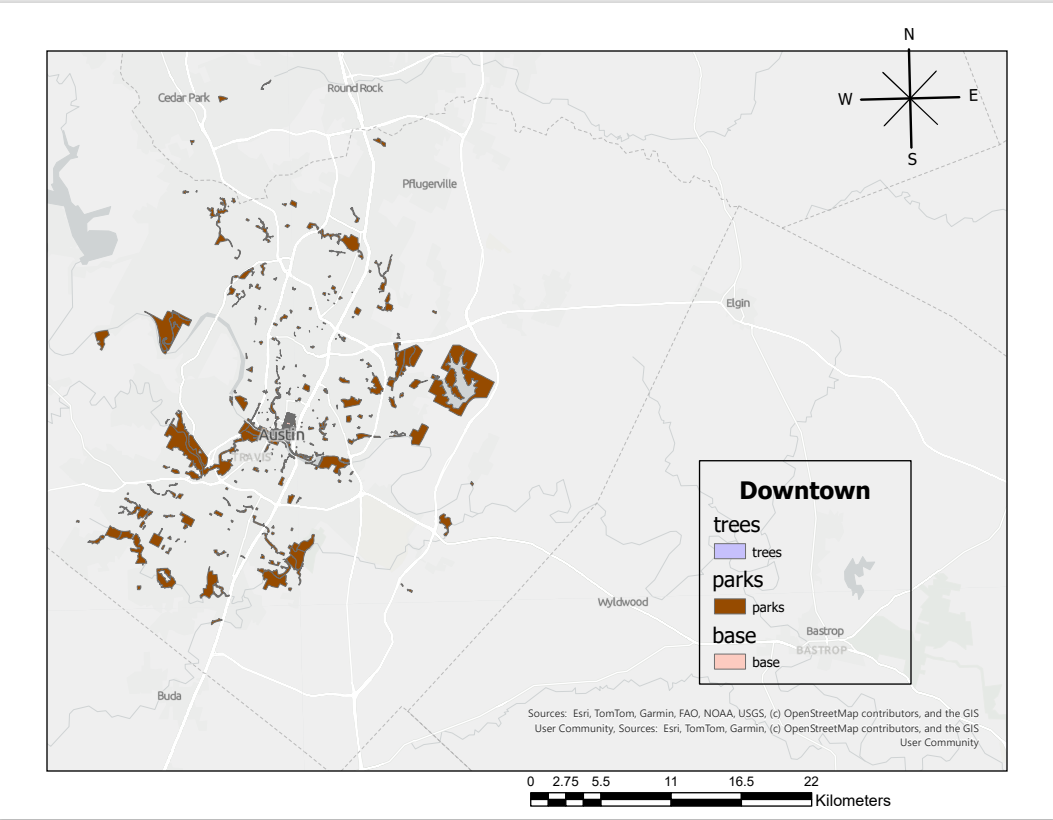 N
W
E
S
Cedar Park
Round Rock
Pflugerville
Elgin
Austin
TRAVIS
Downtown
trees
trees
parks
parks
base
base
Wyldwood
Bastrop
BASTROP
Buda
Sources: Esri, TomTom, Garmin, FAO, NOAA, USGS, (c) OpenStreetMap contributors, and the GIS
User Community, Sources: Esri, TomTom, Garmin, (c) OpenStreetMap contributors, and the GIS
User Community
0 2.75 5.5 11 16.5 22
Kilometers